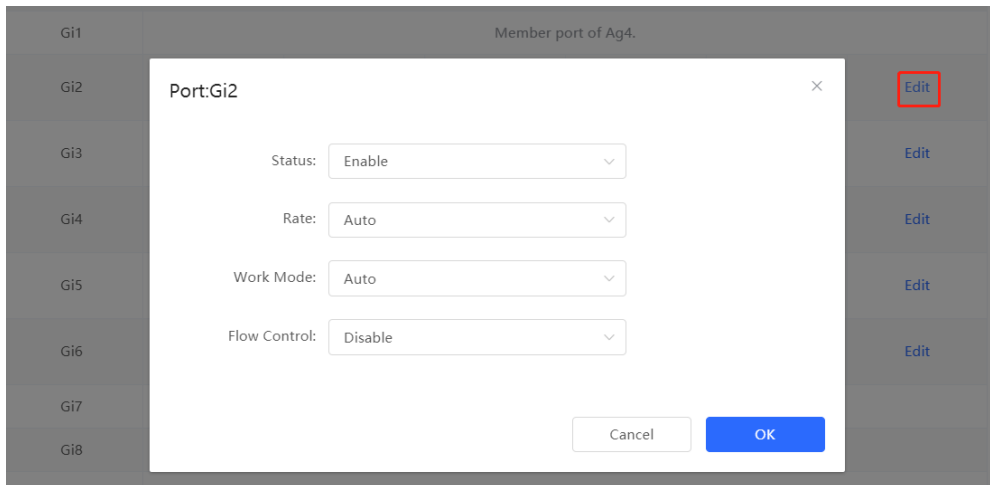 Gi1 Member port of Ag4.
Gi2 Edit
Port:Gi2
Status: Enable
Gi3 Edit
Rate: Auto
Gi4 Edit
Work Mode: Auto
Gi5 Edit
Flow Control: Disable
Gi6 Edit
Gi7
Cancel OK
Gi8